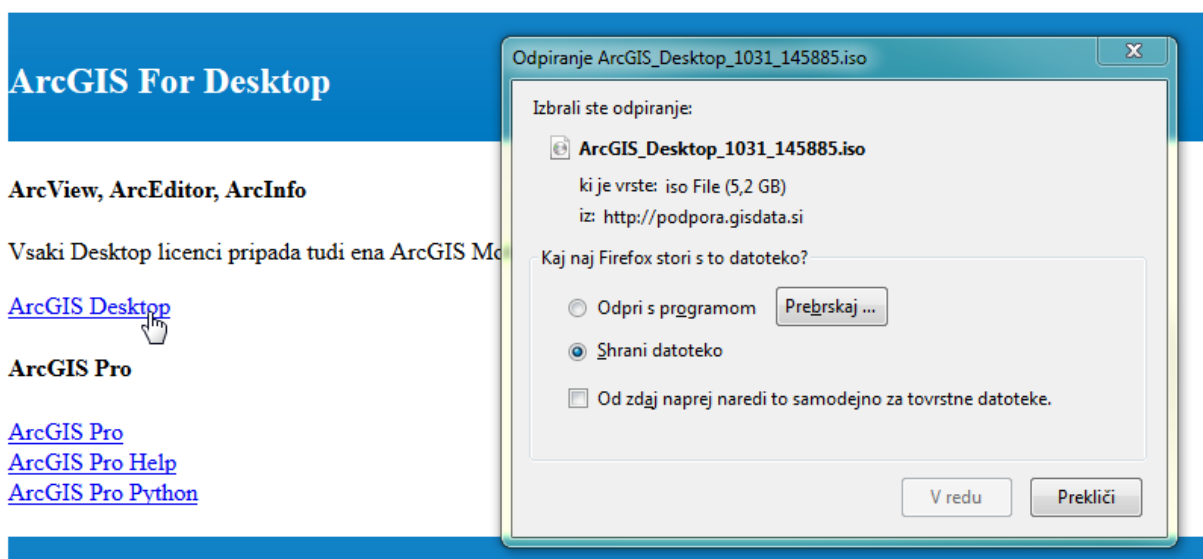 ArcGIS For Desktop
ArcView, ArcEditor, ArcInfo
Vsaki Desktop licenci pripada tudi ena ArcGIS
ArcGIS Desktop
ArcGIS Pro
ArcGIS Pro
ArcGIS Pro Help
ArcGIS Pro Python
Odpiranje ArcGIS_Desktop_1031_145885.iso
Izbrali ste odpiranje:
ArcGIS_Desktop_1031_145885.iso
ki je vrste: iso File (5,2 GB)
iz: http://podpora.gisdata.si
Kaj naj Firefox stori s to datoteko?
Odpri s programom Prebrskaj ...
Shrani datoteko
Od zdaj naprej naredi to samodejno za tovrstne datoteke.
V redu Prekliči